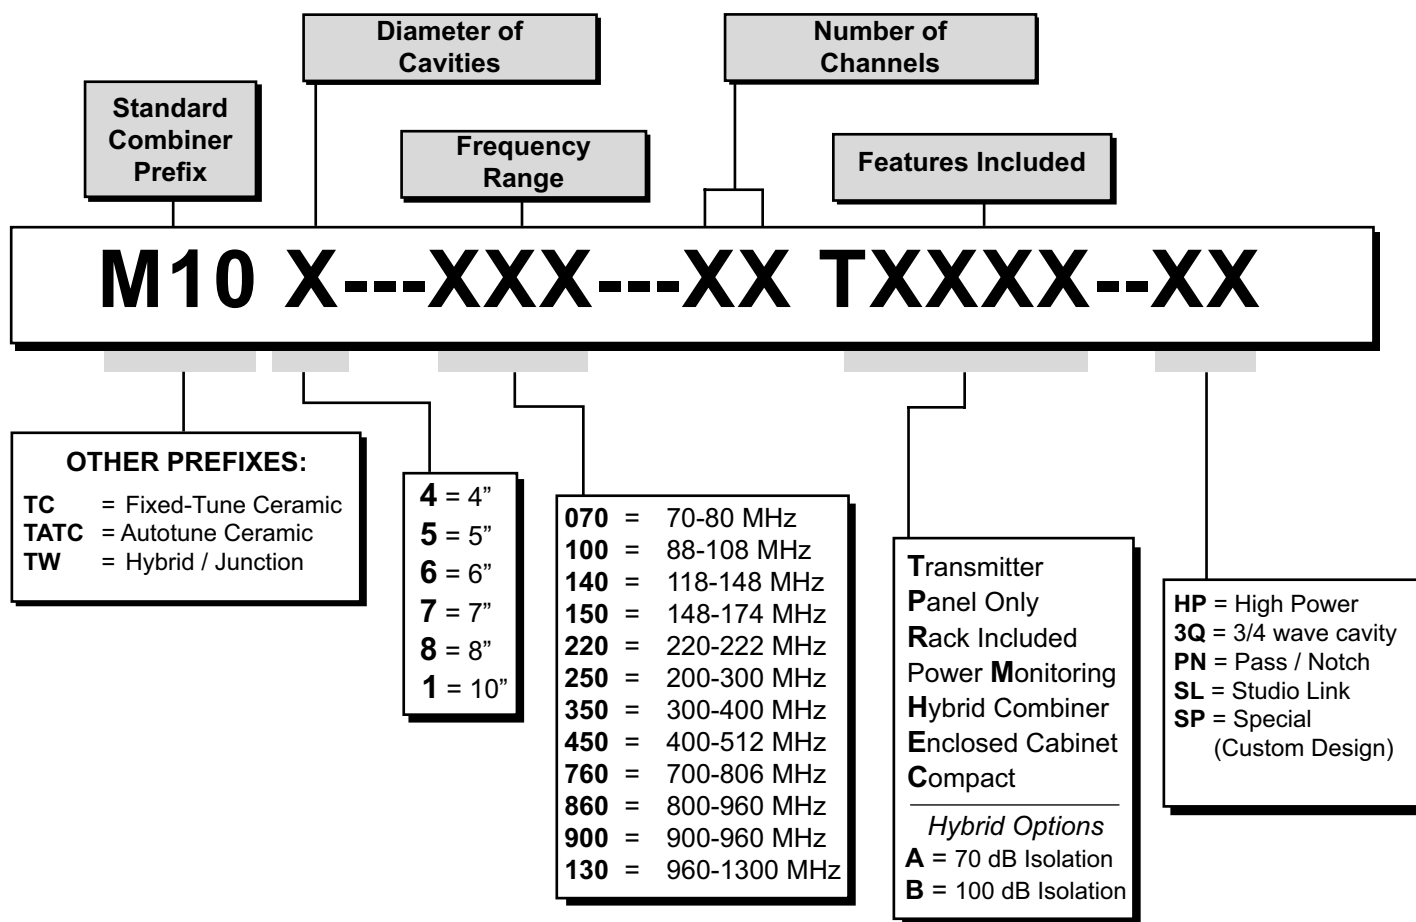 Diameter of
Cavities
Number of
Channels
Standard
Combiner
Prefix
Frequency
Range
Features Included
M10 X---XXX---XX TXXXX--XX
OTHER PREFIXES:
TC = Fixed-Tune Ceramic
TATC = Autotune Ceramic
TW = Hybrid / Junction
4 = 4”
5 = 5”
6 = 6”
7 = 7”
8 = 8”
1 = 10”
070 = 70-80 MHz
100 = 88-108 MHz
140 = 118-148 MHz
150 = 148-174 MHz
220 = 220-222 MHz
250 = 200-300 MHz
350 = 300-400 MHz
450 = 400-512 MHz
760 = 700-806 MHz
860 = 800-960 MHz
900 = 900-960 MHz
130 = 960-1300 MHz
Transmitter
Panel Only
Rack Included
Power Monitoring
Hybrid Combiner
Enclosed Cabinet
Compact
Hybrid Options
A = 70 dB Isolation
B = 100 dB Isolation
HP = High Power
3Q = 3/4 wave cavity
PN = Pass / Notch
SL = Studio Link
SP = Special
(Custom Design)